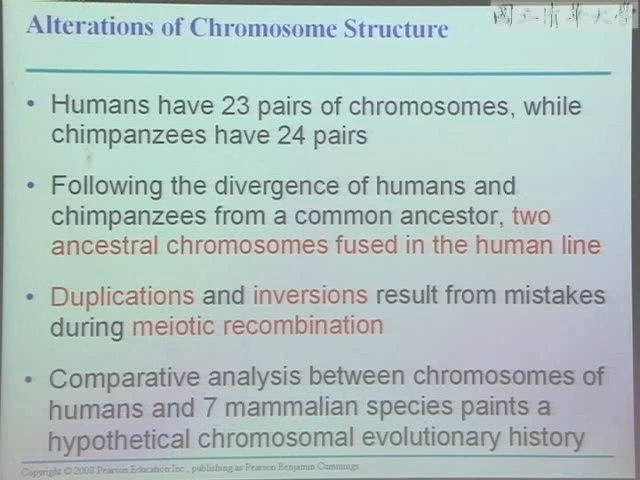 國立清華大學
Alterations of Chromosome Structure
• Humans have 23 pairs of chromosomes, while
chimpanzees have 24 pairs
• Following the divergence of humans and
chimpanzees from a common ancestor, two
ancestral chromosomes fused in the human line
• Duplications and inversions result from mistakes
during meiotic recombination
• Comparative analysis between chromosomes of
humans and 7 mammalian species paints a
hypothetical chromosomal evolutionary history
Copyright © 2008 Pearson Education Inc., publishing as Pearson Benjamin Cummings